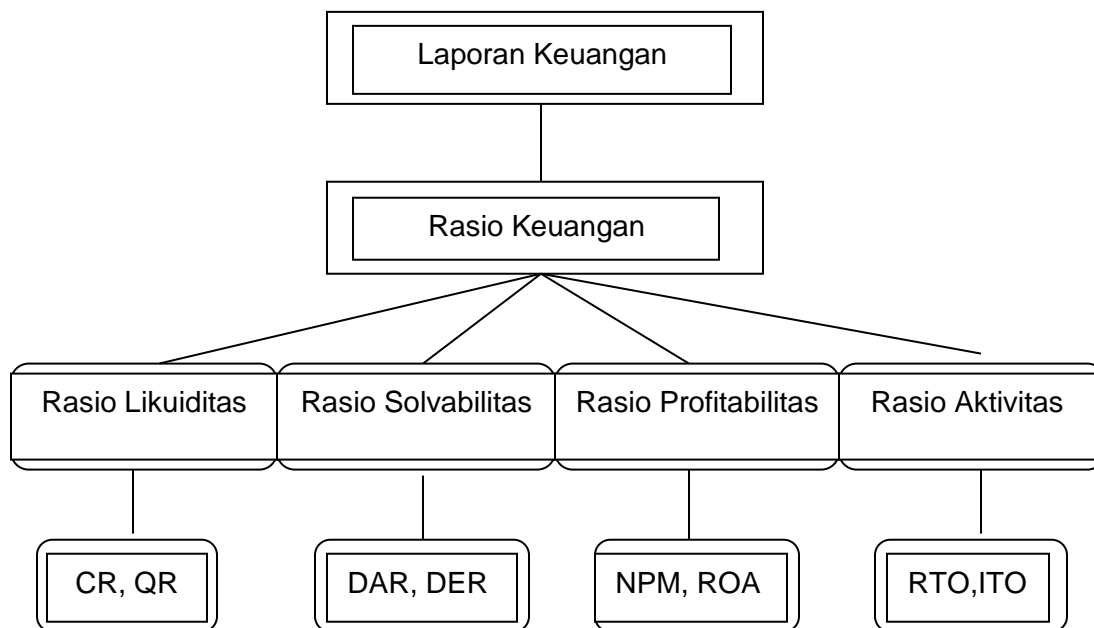 Laporan Keuangan
Rasio Keuangan
Rasio Likuiditas
Rasio Solvabilitas
Rasio Profitabilitas
Rasio Aktivitas
CR, QR
DAR, DER
NPM, ROA
RTO,ITO